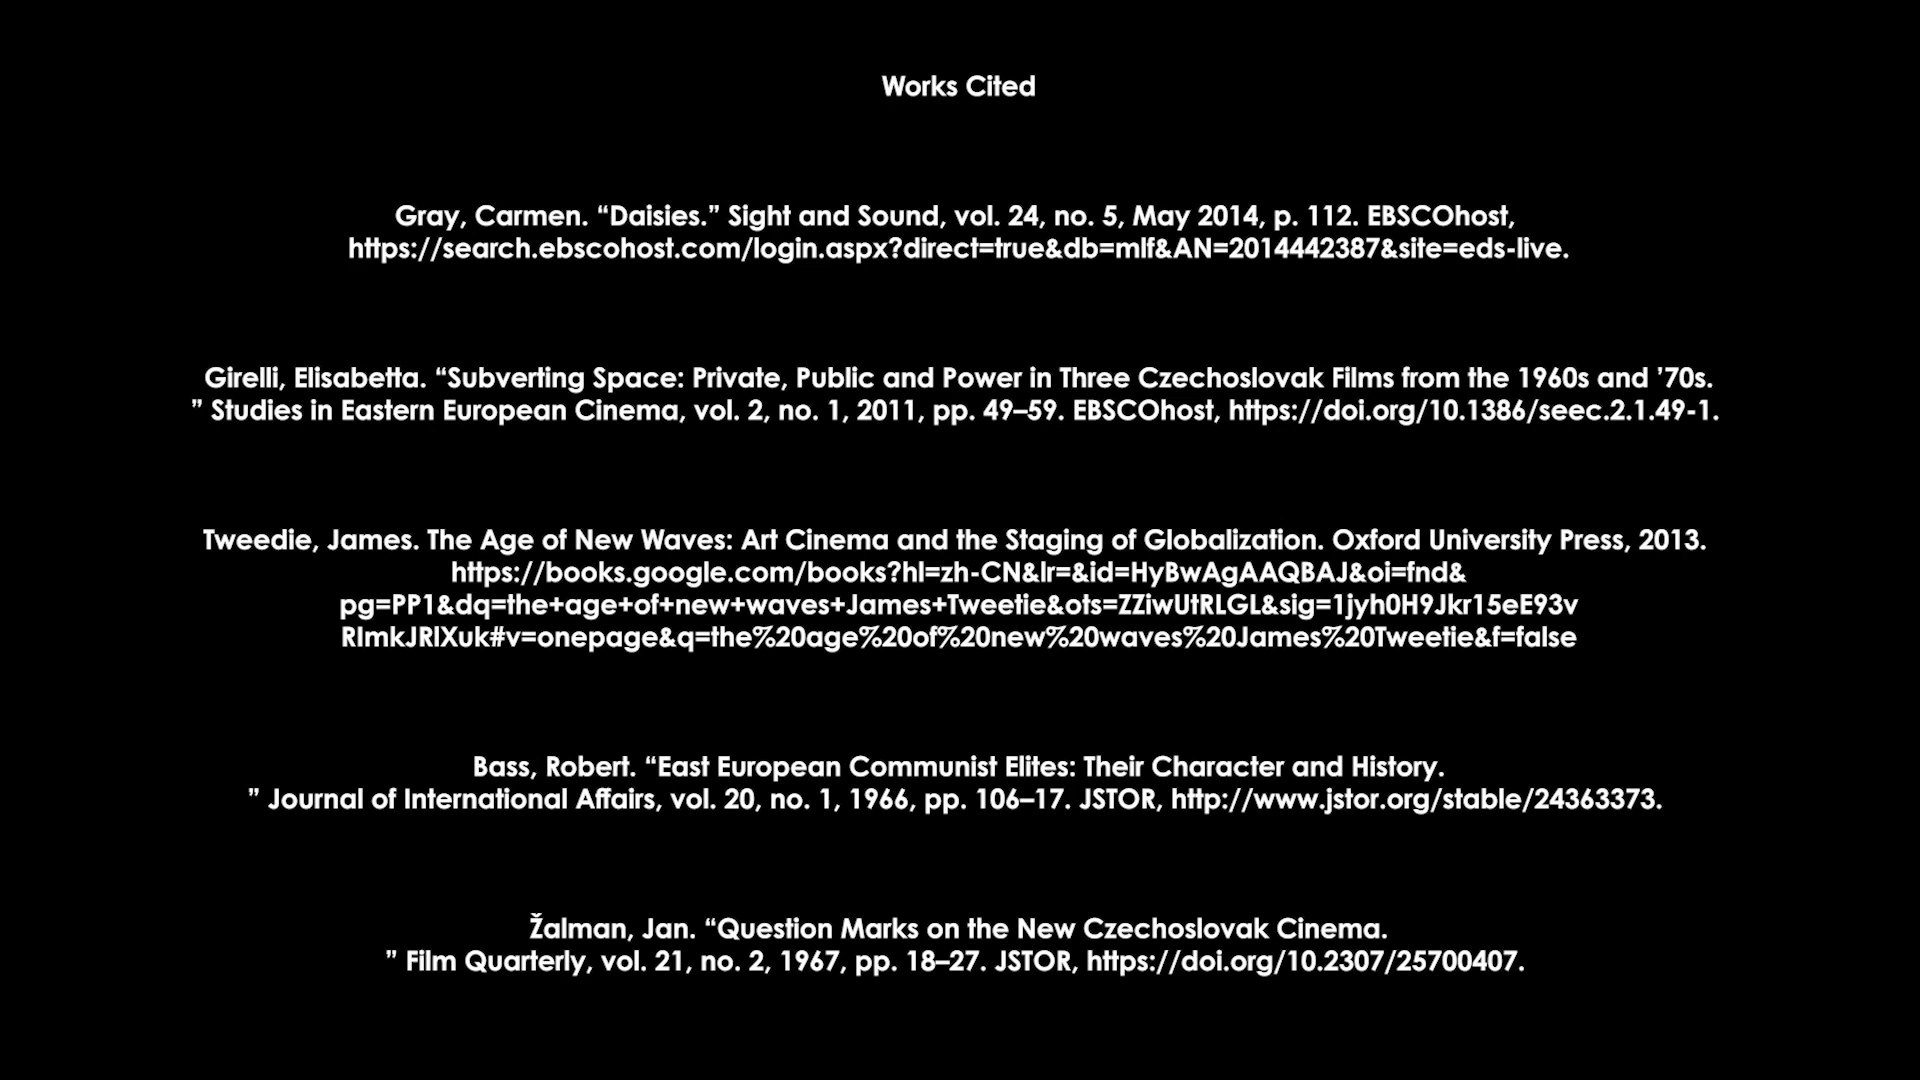 Works Cited
Gray, Carmen. “Daisies.” Sight and Sound, vol. 24, no. 5, May 2014, p. 112. EBSCOhost,
https://search.ebscohost.com/login.aspx?direct=true&db=mlf&AN=2014442387&site=eds-live.
Girelli, Elisabetta. “Subverting Space: Private, Public and Power in Three Czechoslovak Films from the 1960s and ’70s.
” Studies in Eastern European Cinema, vol. 2, no. 1, 2011, pp. 49–59. EBSCOhost, https://doi.org/10.1386/seec.2.1.49-1.
Tweedie, James. The Age of New Waves: Art Cinema and the Staging of Globalization. Oxford University Press, 2013.
https://books.google.com/books?hl=zh-CN&lr=&id=HyBwAgAAQBAJ&oi=fnd&
pg=PP1&dq=the+age+of+new+waves+James+Tweetie&ots=ZZiwUtRLGL&sig=1jyh0H9Jkr15eE93v
RImkJRlXuk#v=onepage&q=the%20age%20of%20new%20waves%20James%20Tweetie&f=false
Bass, Robert. “East European Communist Elites: Their Character and History.
” Journal of International Affairs, vol. 20, no. 1, 1966, pp. 106–17. JSTOR, http://www.jstor.org/stable/24363373.
Žalman, Jan. “Question Marks on the New Czechoslovak Cinema.
” Film Quarterly, vol. 21, no. 2, 1967, pp. 18–27. JSTOR, https://doi.org/10.2307/25700407.